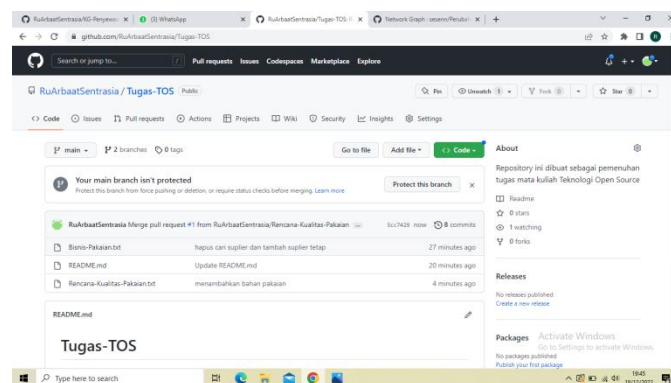 RuArbaatSentrasia/KG-Penyewaa
(3) WhatsApp
RuArbaatSentrasia/Tugas-TOS: R
Network Graph · sesenn/Perubah
github.com/RuArbaatSentrasia/Tugas-TOS
Search or jump to...
Pull requests Issues Codespaces Marketplace Explore
RuArbaatSentrasia / Tugas-TOS Public
Pin Unwatch 1 Fork 0 Star 0
Code Issues Pull requests Actions Projects Wiki Security Insights Settings
main 2 branches 0 tags Go to file Add file Code
Your main branch isn't protected
Protect this branch from force pushing or deletion, or require status checks before merging. Learn more
Protect this branch
RuArbaatSentrasia Merge pull request #1 from RuArbaatSentrasia/Rencana-Kualitas-Pakaian ... now 8 commits
Bisnis-Pakaian.txt hapus cari suplier dan tambah suplier tetap 27 minutes ago
README.md Update README.md 20 minutes ago
Rencana-Kualitas-Pakaian.txt menambahkan bahan pakaian 4 minutes ago
README.md
Tugas-TOS
About
Repository ini dibuat sebagai pemenuhan
tugas mata kuliah Teknologi Open Source
Readme
0 stars
1 watching
0 forks
Releases
No releases published
Create a new release
Packages
No packages published
Publish your first package
Activate Windows
Go to Settings to activate Windows.
Type here to search
19:45